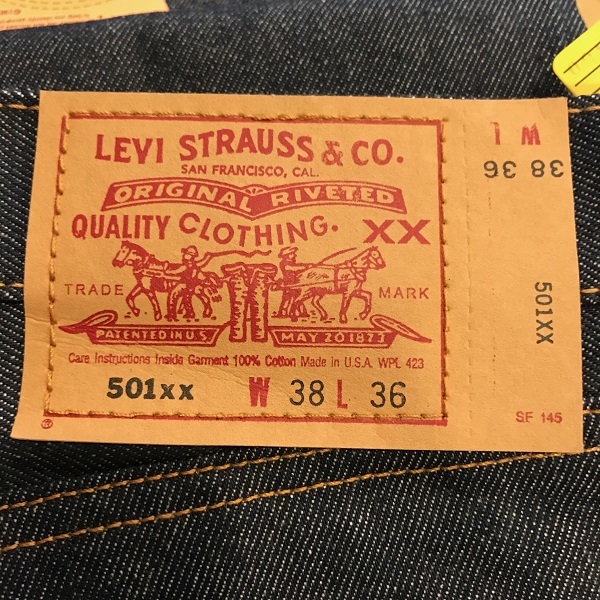 LEVI STRAUSS & CO.
SAN FRANCISCO, CAL.
ORIGINAL RIVETED
QUALITY CLOTHING. XX
TRADE MARK
PATENTED IN U.S. MAY 20 1873
Care Instructions Inside Garment 100% Cotton Made in U.S.A. WPL 423
501xx W 38 L 36
W L
38 36
501XX
SF 145